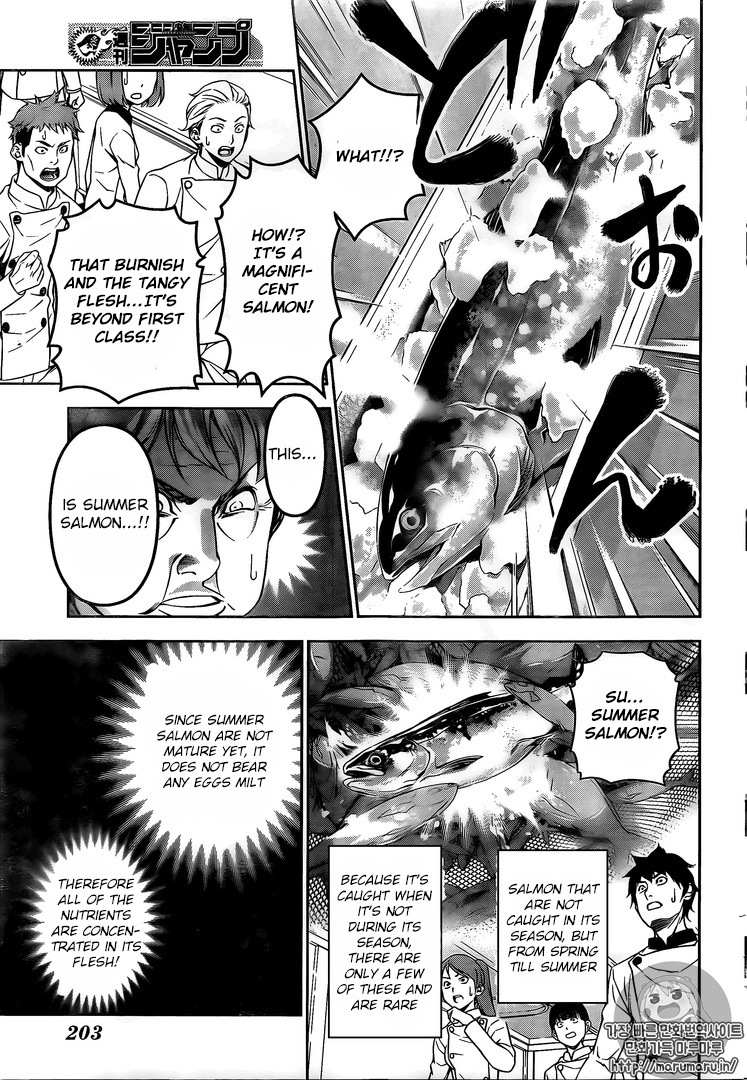 週刊
ジャンプ
どおん
WHAT!!?
HOW!?
IT'S A
MAGNIFI-
CENT
SALMON!
THAT BURNISH
AND THE TANGY
FLESH...IT'S
BEYOND FIRST
CLASS!!
THIS...
IS SUMMER
SALMON...!!
SU...
SUMMER
SALMON!?
SALMON THAT
ARE NOT
CAUGHT IN ITS
SEASON, BUT
FROM SPRING
TILL SUMMER
BECAUSE IT'S
CAUGHT WHEN
IT'S NOT
DURING ITS
SEASON,
THERE ARE
ONLY A FEW
OF THESE AND
AND ARE RARE
SINCE SUMMER
SALMON ARE NOT
MATURE YET, IT
DOES NOT BEAR
ANY EGGS MILT
THEREFORE
ALL OF THE
NUTRIENTS
ARE CONCEN-
TRATED IN ITS
FLESH!
203
가장 빠른 만화번역사이트
만화가득 마루마루
http://marumaru.in/